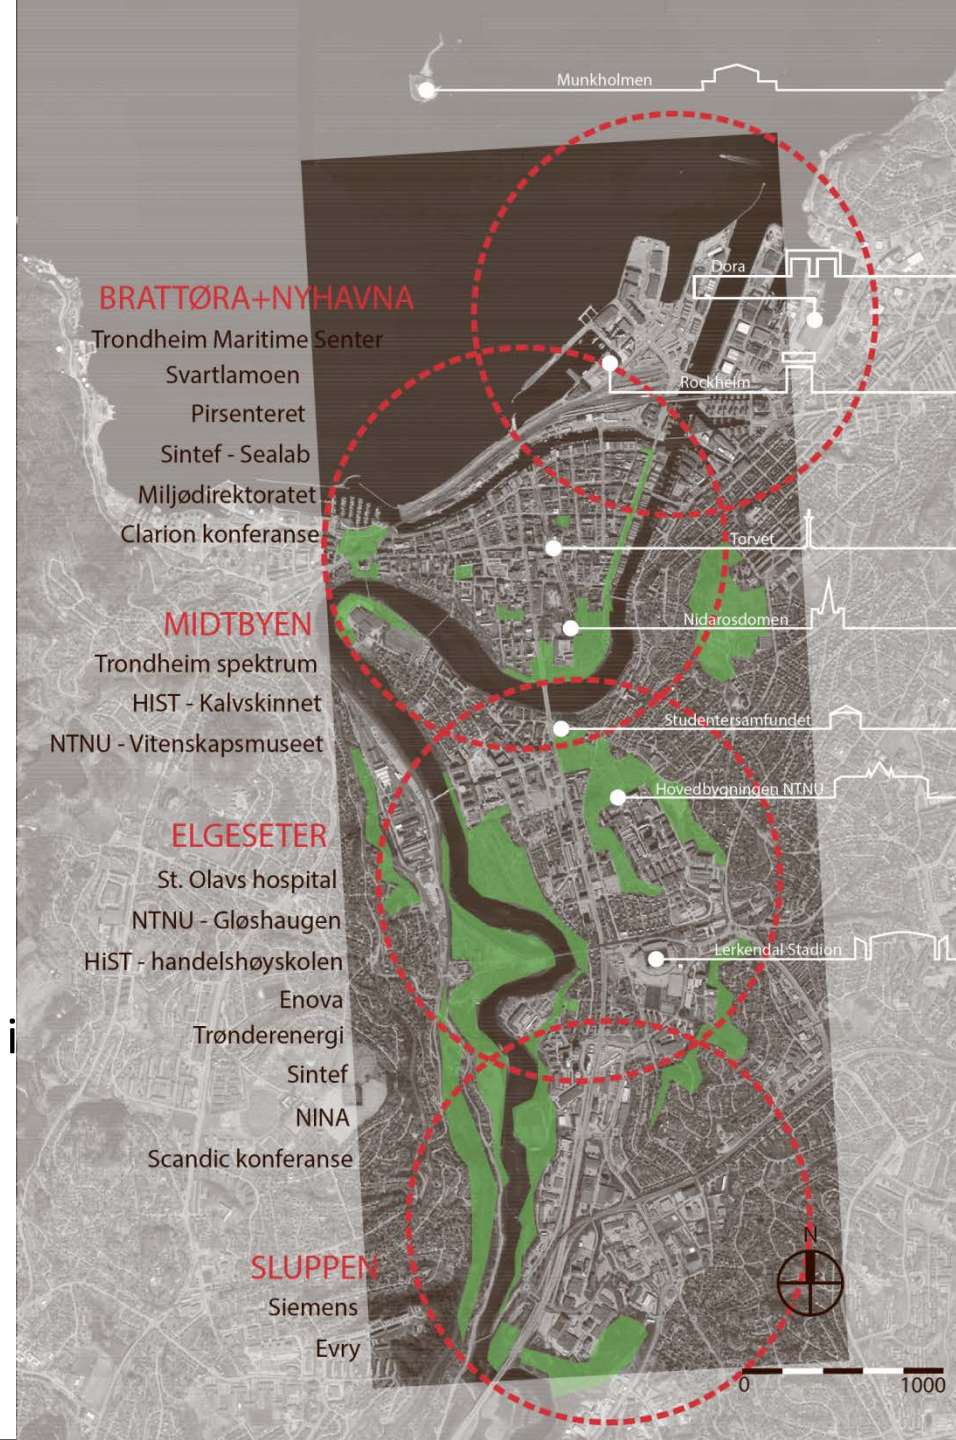 Munkholmen
Dora
BRATTØRA+NYHAVNA
Trondheim Maritime Senter
Svartlamoen
Rockheim
Pirsenteret
Sintef - Sealab
Miljødirektoratet
Clarion konferanse
Torvet
MIDTBYEN
Nidarosdomen
Trondheim spektrum
HIST - Kalvskinnet
Studentersamfundet
NTNU - Vitenskapsmuseet
Hovedbygningen NTNU
ELGESETER
St. Olavs hospital
NTNU - Gløshaugen
Lerkendal Stadion
HiST - handelshøyskolen
Enova
i
Trønderenergi
Sintef
NINA
Scandic konferanse
N
SLUPPEN
Siemens
Evry
0 1000